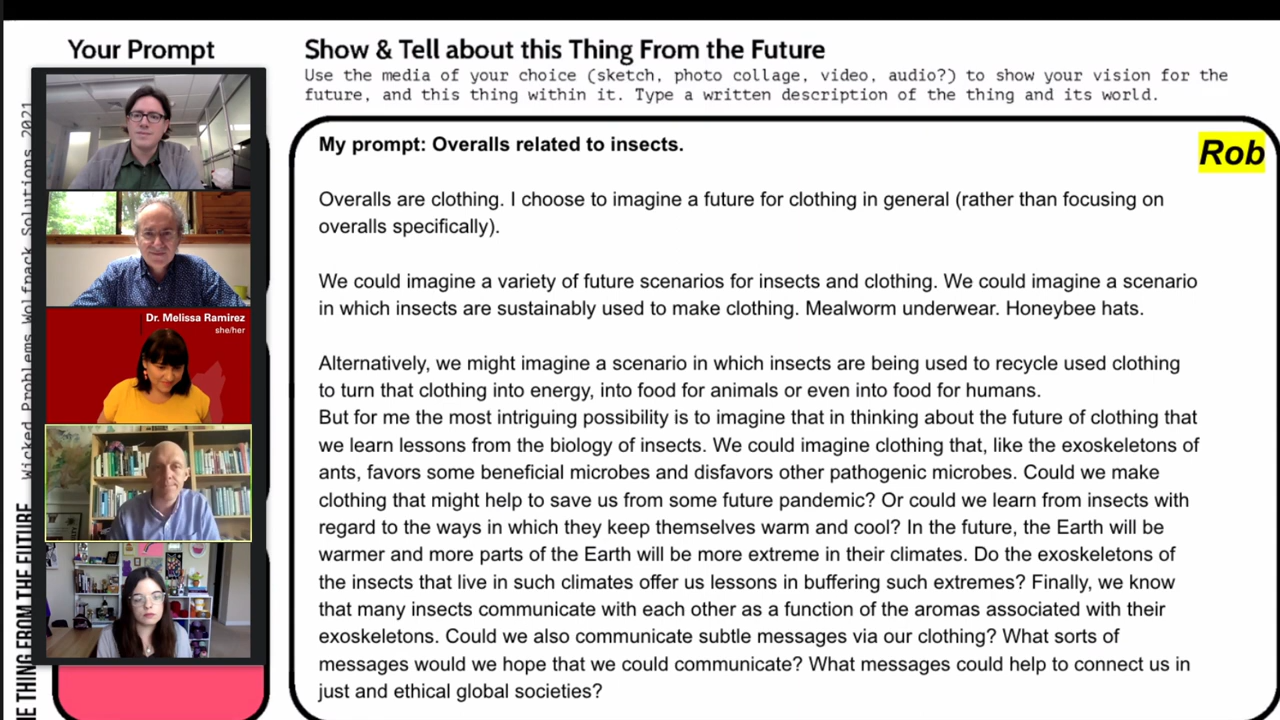 Your Prompt
Show & Tell about this Thing From the Future
Use the media of your choice (sketch, photo collage, video, audio?) to show your vision for the
future, and this thing within it. Type a written description of the thing and its world.
My prompt: Overalls related to insects.
Rob
Overalls are clothing. I choose to imagine a future for clothing in general (rather than focusing on
overalls specifically).
We could imagine a variety of future scenarios for insects and clothing. We could imagine a scenario
in which insects are sustainably used to make clothing. Mealworm underwear. Honeybee hats.
Alternatively, we might imagine a scenario in which insects are being used to recycle used clothing
to turn that clothing into energy, into food for animals or even into food for humans.
But for me the most intriguing possibility is to imagine that in thinking about the future of clothing that
we learn lessons from the biology of insects. We could imagine clothing that, like the exoskeletons of
ants, favors some beneficial microbes and disfavors other pathogenic microbes. Could we make
clothing that might help to save us from some future pandemic? Or could we learn from insects with
regard to the ways in which they keep themselves warm and cool? In the future, the Earth will be
warmer and more parts of the Earth will be more extreme in their climates. Do the exoskeletons of
the insects that live in such climates offer us lessons in buffering such extremes? Finally, we know
that many insects communicate with each other as a function of the aromas associated with their
exoskeletons. Could we also communicate subtle messages via our clothing? What sorts of
messages would we hope that we could communicate? What messages could help to connect us in
just and ethical global societies?
Dr. Melissa Ramirez
she/her
Wicked Problems Wolfpack Solutions 2021
THING FROM THE FUTURE